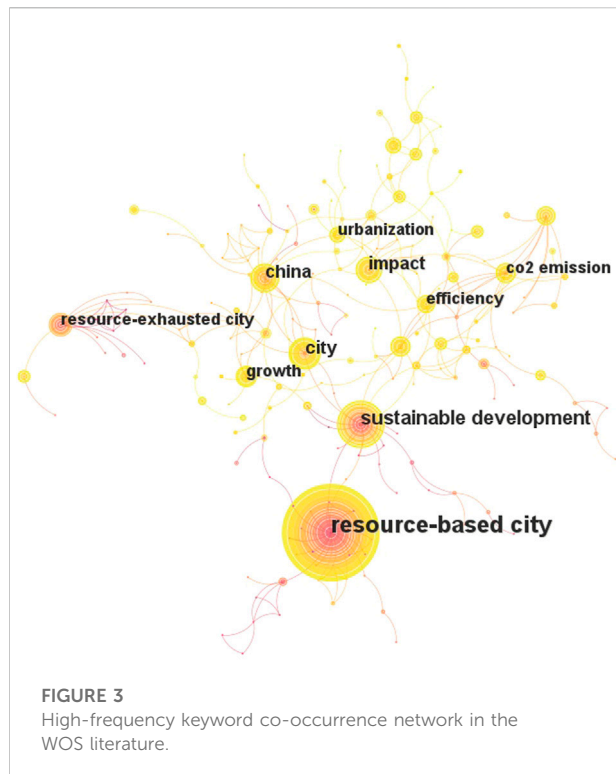 urbanization
china
impact
co2 emission
efficiency
resource-exhausted city
city
growth
sustainable development
resource-based city
FIGURE 3
High-frequency keyword co-occurrence network in the
WOS literature.